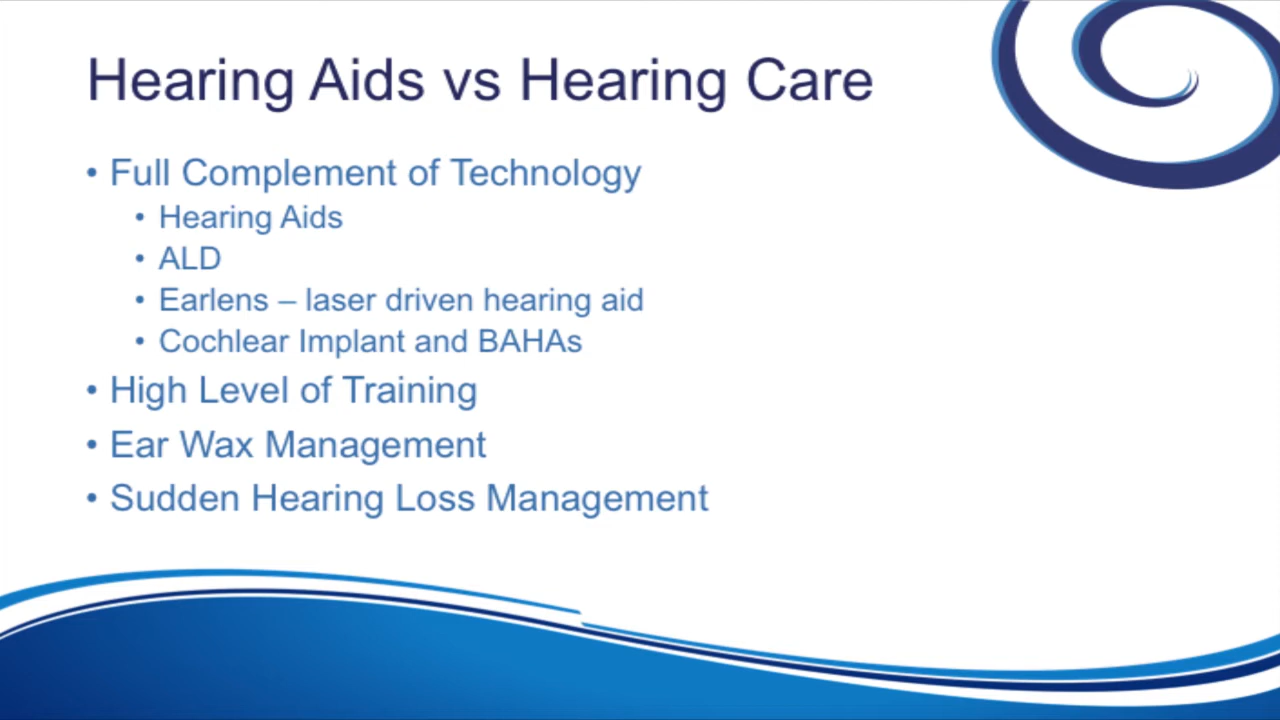 Hearing Aids vs Hearing Care
• Full Complement of Technology
• Hearing Aids
• ALD
• Earlens – laser driven hearing aid
• Cochlear Implant and BAHAs
• High Level of Training
• Ear Wax Management
• Sudden Hearing Loss Management